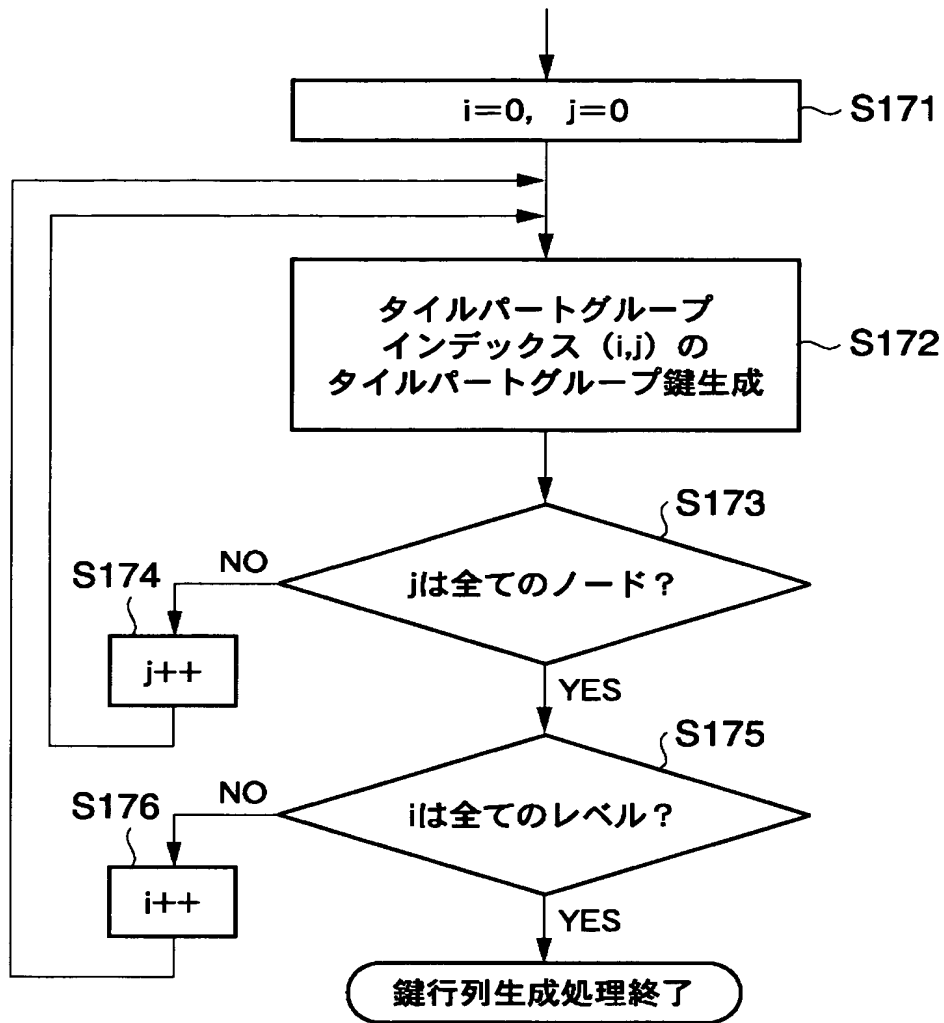 i=0, j=0
S171
タイルパートグループ
インデックス (i,j) の
タイルパートグループ鍵生成
S172
S173
jは全てのノード?
NO
S174
j++
YES
S175
iは全てのレベル?
NO
S176
i++
YES
鍵行列生成処理終了